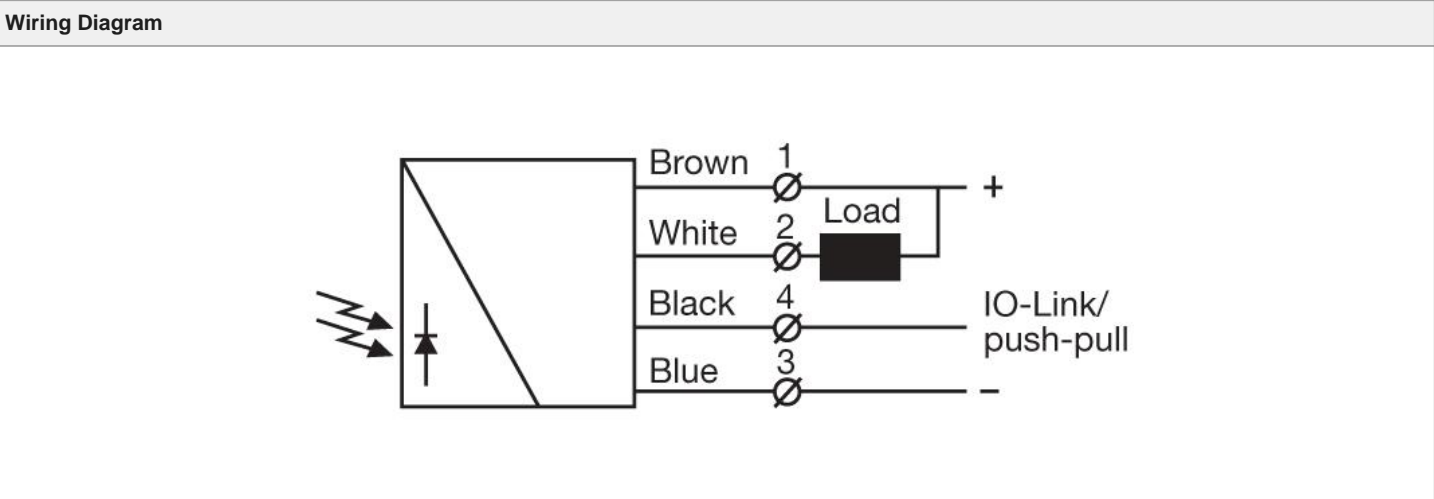 Wiring Diagram
Brown 1 +
White 2 Load
Black 4 IO-Link/
push-pull
Blue 3 −